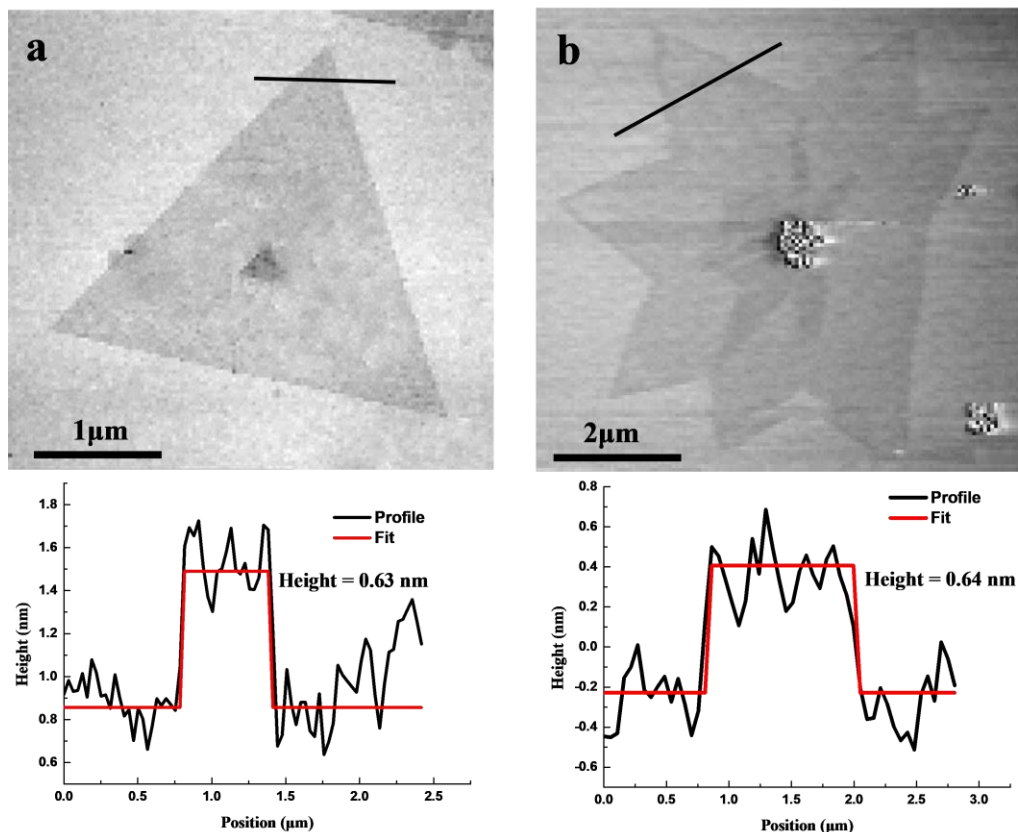 a
1μm
b
2μm
1.8
1.6
1.4
1.2
1.0
0.8
0.6
Height (nm)
Profile
Fit
Height = 0.63 nm
0.0
0.5
1.0
1.5
2.0
2.5
Position (μm)
0.8
0.6
0.4
0.2
0.0
-0.2
-0.4
-0.6
Height (nm)
Profile
Fit
Height = 0.64 nm
0.0
0.5
1.0
1.5
2.0
2.5
3.0
Position (μm)